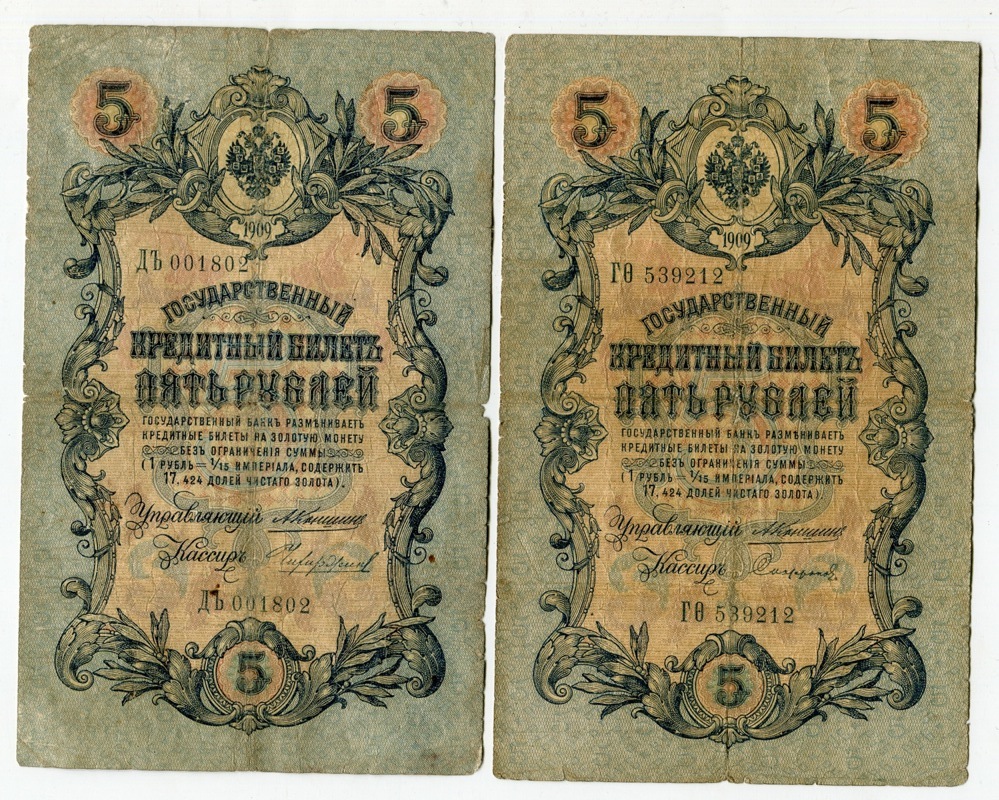 5 5
1909
ДЪ 001802
ГОСУДАРСТВЕННЫЙ
КРЕДИТНЫЙ БИЛЕТЪ
ПЯТЬ РУБЛЕЙ
ГОСУДАРСТВЕННЫЙ БАНКЪ РАЗМѢНИВАЕТЪ
КРЕДИТНЫЕ БИЛЕТЫ НА ЗОЛОТУЮ МОНЕТУ
БЕЗЪ ОГРАНИЧЕНІЯ СУММЫ
(1 РУБЛЬ = 1/15 ИМПЕРІАЛА, СОДЕРЖИТЪ
17,424 ДОЛЕЙ ЧИСТАГО ЗОЛОТА).
Управляющій АКоншинъ
Кассиръ
ДЪ 001802
5
5 5
1909
ГѲ 539212
ГОСУДАРСТВЕННЫЙ
КРЕДИТНЫЙ БИЛЕТЪ
ПЯТЬ РУБЛЕЙ
ГОСУДАРСТВЕННЫЙ БАНКЪ РАЗМѢНИВАЕТЪ
КРЕДИТНЫЕ БИЛЕТЫ НА ЗОЛОТУЮ МОНЕТУ
БЕЗЪ ОГРАНИЧЕНІЯ СУММЫ
(1 РУБЛЬ = 1/15 ИМПЕРІАЛА, СОДЕРЖИТЪ
17,424 ДОЛЕЙ ЧИСТАГО ЗОЛОТА).
Управляющій АКоншинъ
Кассиръ
ГѲ 539212
5